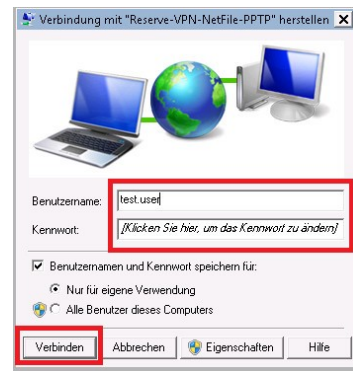 Verbindung mit "Reserve-VPN-NetFile-PPTP" herstellen
Benutzername: test.user
Kennwort: [Klicken Sie hier, um das Kennwort zu ändern]
Benutzernamen und Kennwort speichern für:
Nur für eigene Verwendung
Alle Benutzer dieses Computers
Verbinden Abbrechen Eigenschaften Hilfe